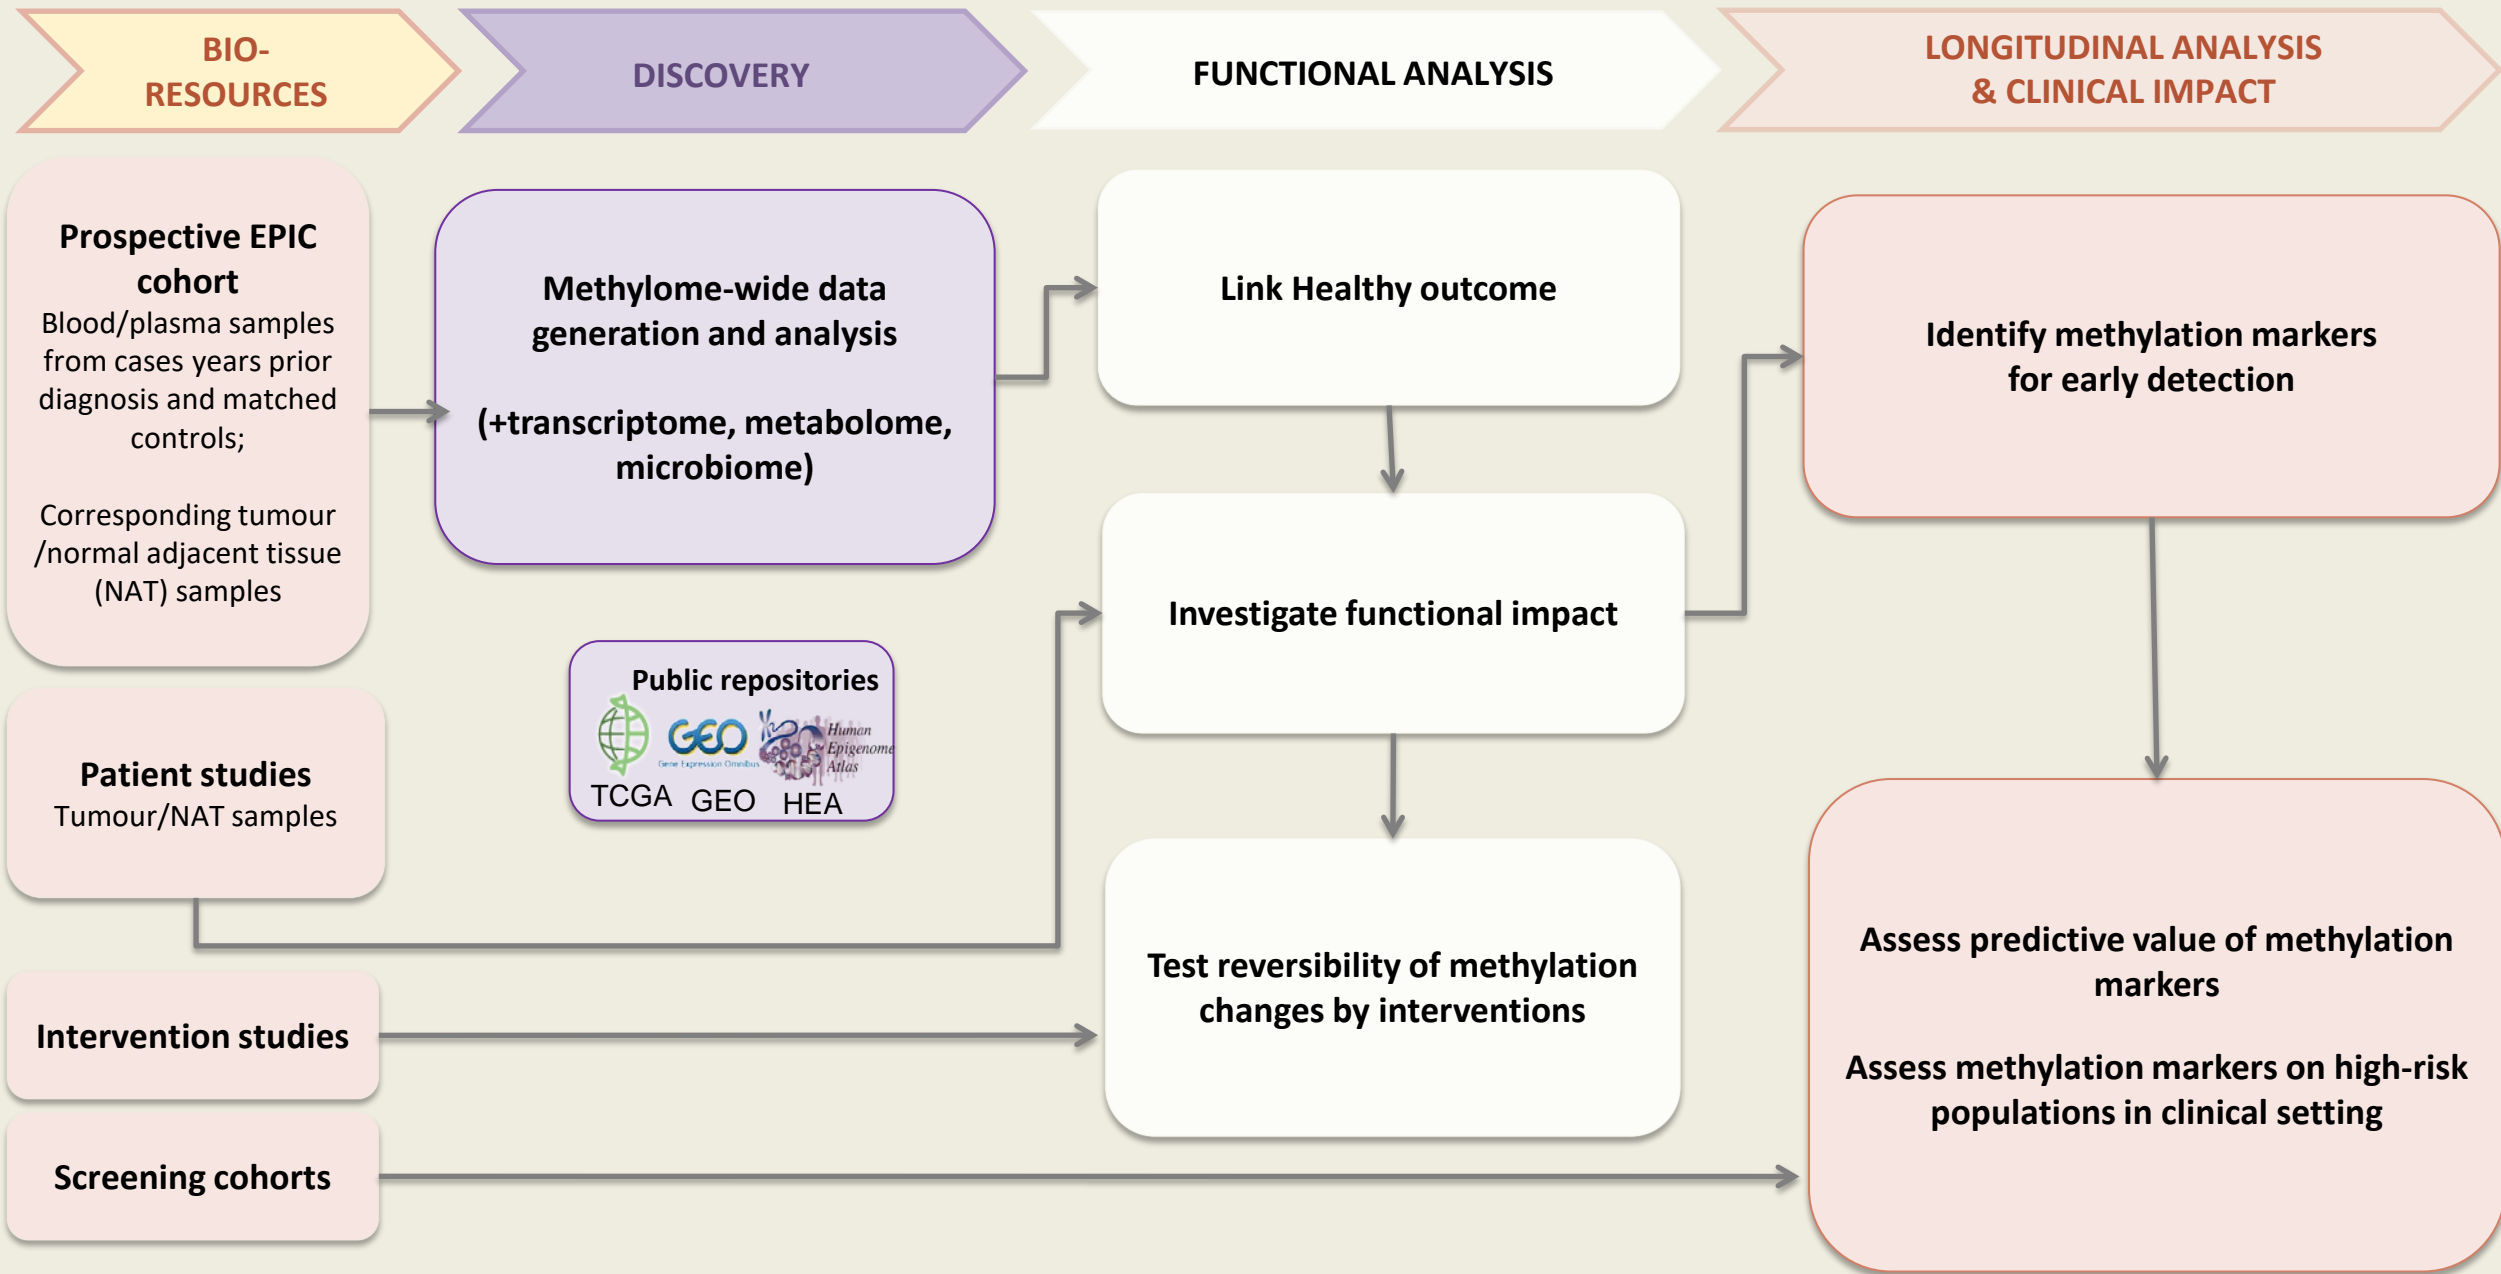 BIO-
RESOURCES
DISCOVERY
FUNCTIONAL ANALYSIS
LONGITUDINAL ANALYSIS
& CLINICAL IMPACT
Prospective EPIC
cohort
Blood/plasma samples
from cases years prior
diagnosis and matched
controls;
Corresponding tumour
/normal adjacent tissue
(NAT) samples
Patient studies
Tumour/NAT samples
Intervention studies
Screening cohorts
Methylome-wide data
generation and analysis
(+transcriptome, metabolome,
microbiome)
Public repositories
GEO
Gene Expression Omnibus
Human
Epigenome
Atlas
TCGA
GEO
HEA
Link Healthy outcome
Investigate functional impact
Test reversibility of methylation
changes by interventions
Identify methylation markers
for early detection
Assess predictive value of methylation
markers
Assess methylation markers on high-risk
populations in clinical setting